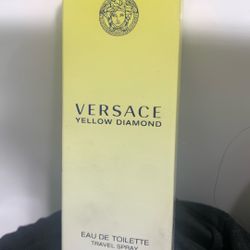 VERSACE
YELLOW DIAMOND
EAU DE TOILETTE
TRAVEL SPRAY